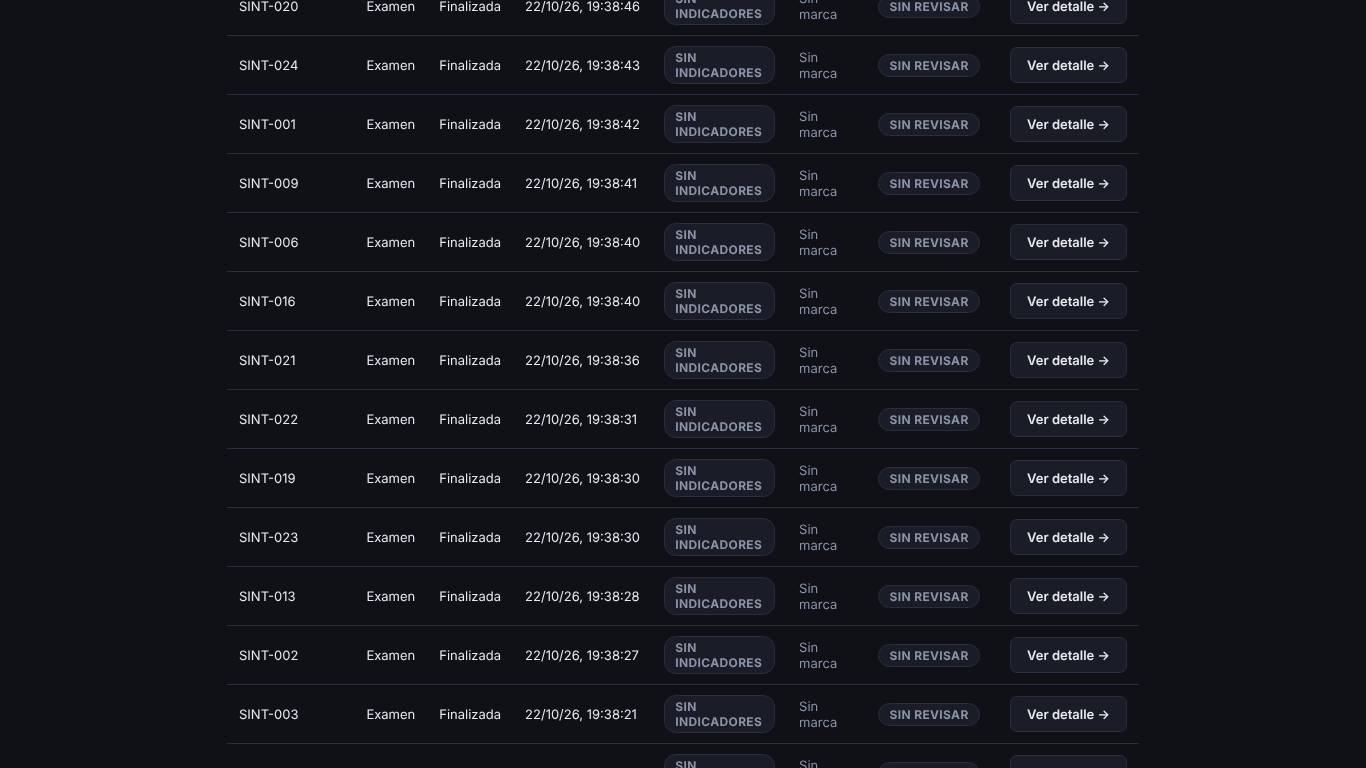 SINT-020 Examen Finalizada 22/10/26, 19:38:46 SIN INDICADORES Sin marca SIN REVISAR Ver detalle →
SINT-024 Examen Finalizada 22/10/26, 19:38:43 SIN INDICADORES Sin marca SIN REVISAR Ver detalle →
SINT-001 Examen Finalizada 22/10/26, 19:38:42 SIN INDICADORES Sin marca SIN REVISAR Ver detalle →
SINT-009 Examen Finalizada 22/10/26, 19:38:41 SIN INDICADORES Sin marca SIN REVISAR Ver detalle →
SINT-006 Examen Finalizada 22/10/26, 19:38:40 SIN INDICADORES Sin marca SIN REVISAR Ver detalle →
SINT-016 Examen Finalizada 22/10/26, 19:38:40 SIN INDICADORES Sin marca SIN REVISAR Ver detalle →
SINT-021 Examen Finalizada 22/10/26, 19:38:36 SIN INDICADORES Sin marca SIN REVISAR Ver detalle →
SINT-022 Examen Finalizada 22/10/26, 19:38:31 SIN INDICADORES Sin marca SIN REVISAR Ver detalle →
SINT-019 Examen Finalizada 22/10/26, 19:38:30 SIN INDICADORES Sin marca SIN REVISAR Ver detalle →
SINT-023 Examen Finalizada 22/10/26, 19:38:30 SIN INDICADORES Sin marca SIN REVISAR Ver detalle →
SINT-013 Examen Finalizada 22/10/26, 19:38:28 SIN INDICADORES Sin marca SIN REVISAR Ver detalle →
SINT-002 Examen Finalizada 22/10/26, 19:38:27 SIN INDICADORES Sin marca SIN REVISAR Ver detalle →
SINT-003 Examen Finalizada 22/10/26, 19:38:21 SIN INDICADORES Sin marca SIN REVISAR Ver detalle →
SIN Sin